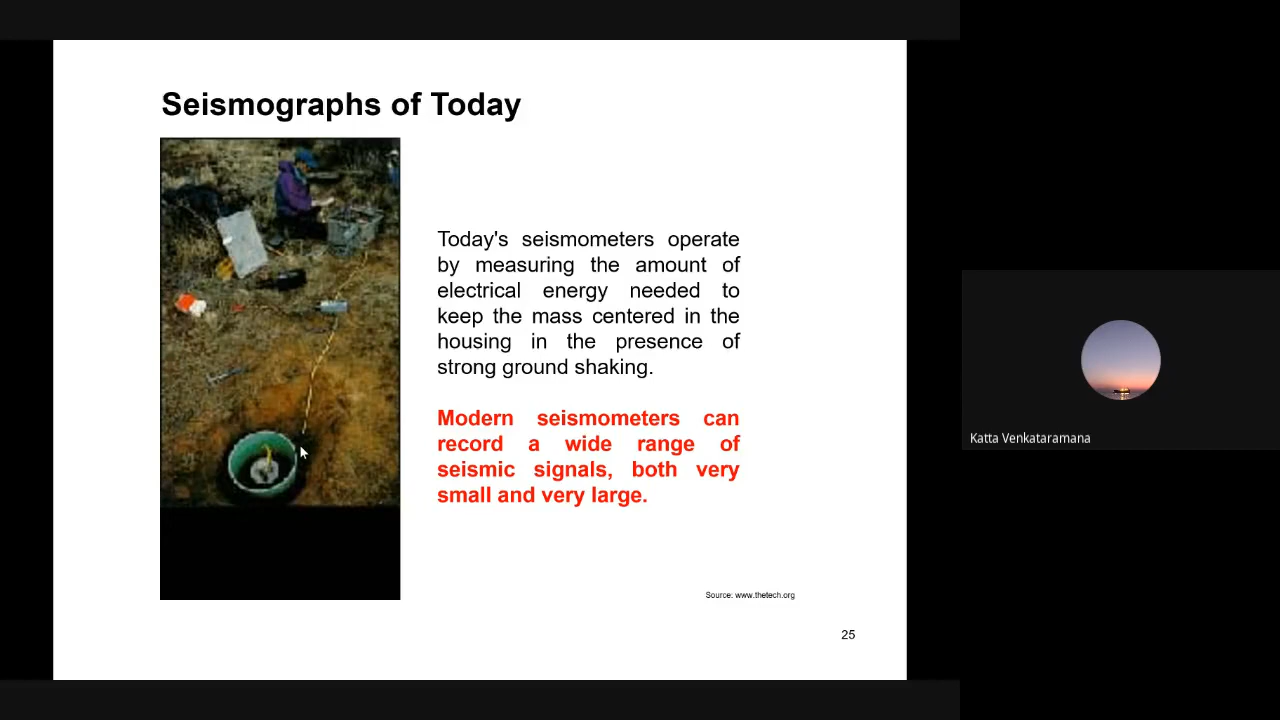 Seismographs of Today
Today's seismometers operate
by measuring the amount of
electrical energy needed to
keep the mass centered in the
housing in the presence of
strong ground shaking.
Modern seismometers can
record a wide range of
seismic signals, both very
small and very large.
Source: www.thetech.org
25
Katta Venkataramana